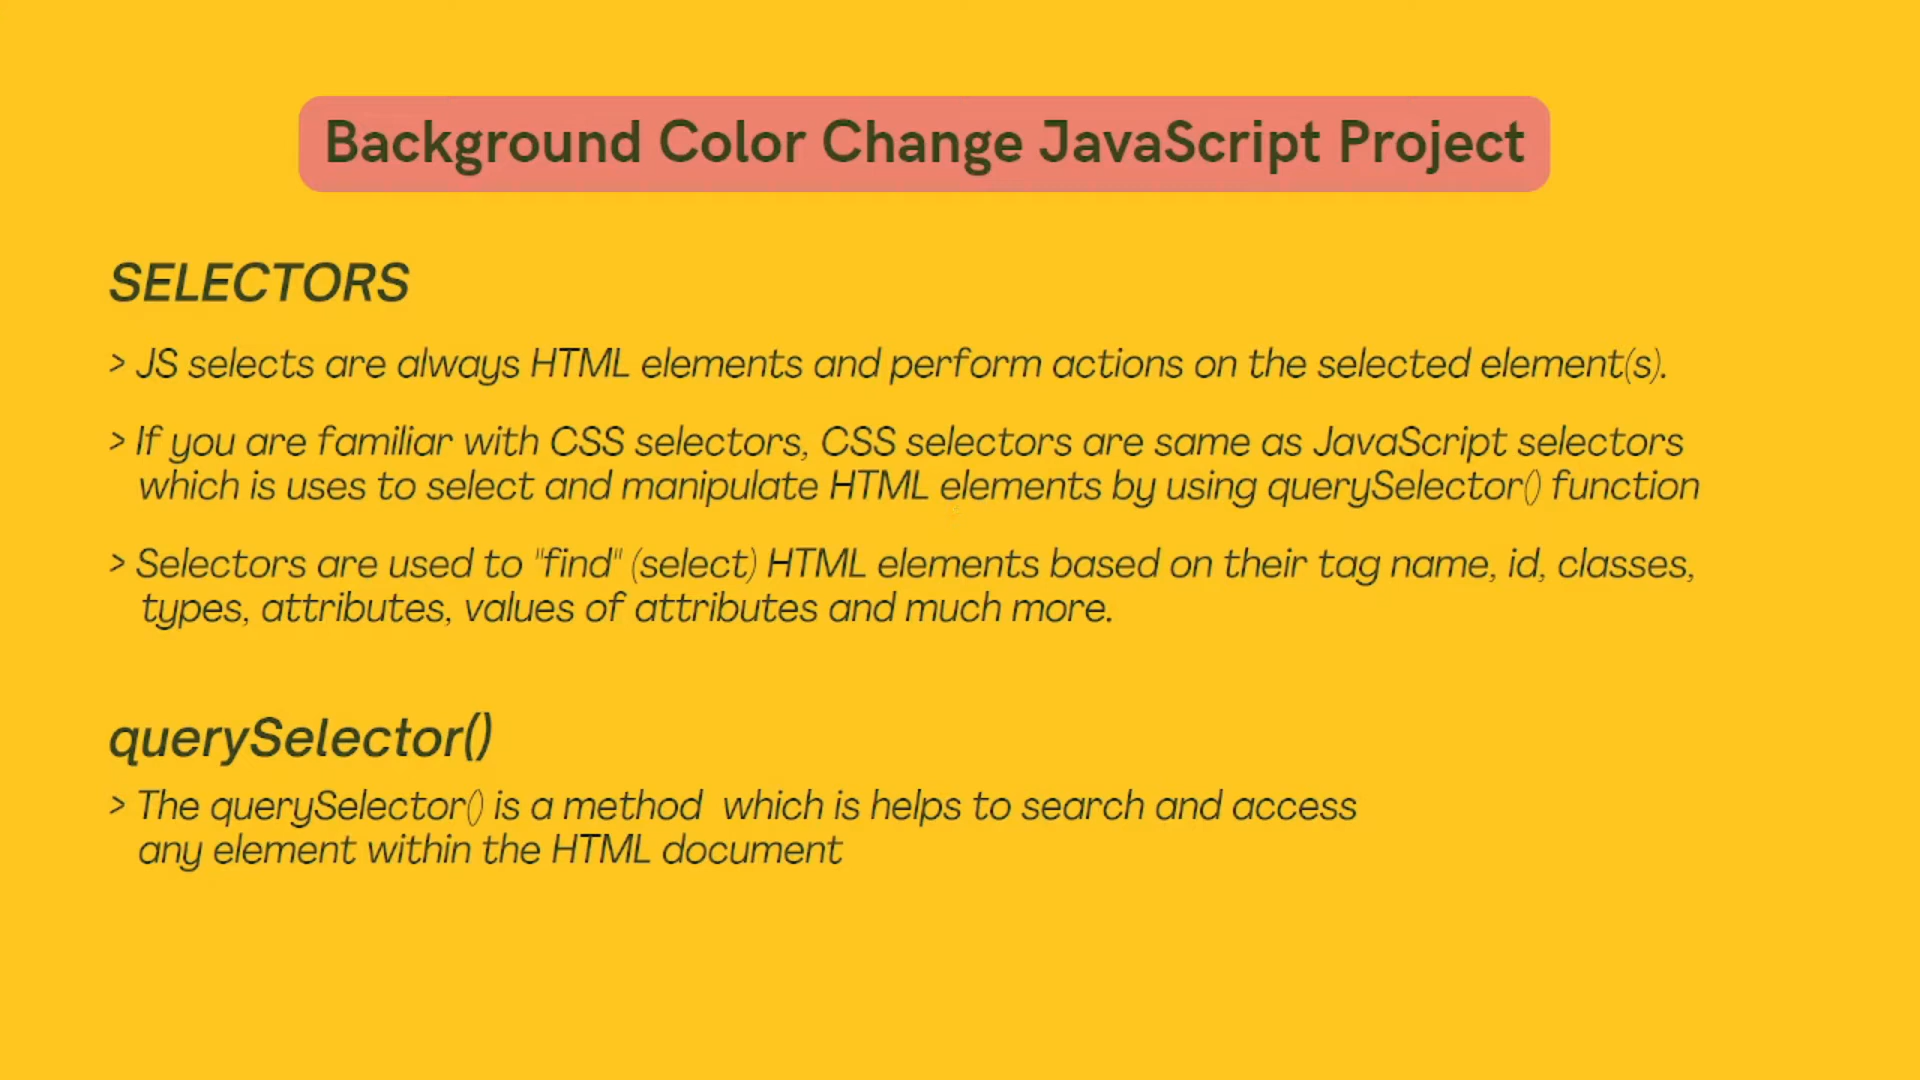 Background Color Change JavaScript Project
SELECTORS
> JS selects are always HTML elements and perform actions on the selected element(s).
> If you are familiar with CSS selectors, CSS selectors are same as JavaScript selectors
which is uses to select and manipulate HTML elements by using querySelector() function
> Selectors are used to "find" (select) HTML elements based on their tag name, id, classes,
types, attributes, values of attributes and much more.
querySelector()
> The querySelector() is a method which is helps to search and access
any element within the HTML document